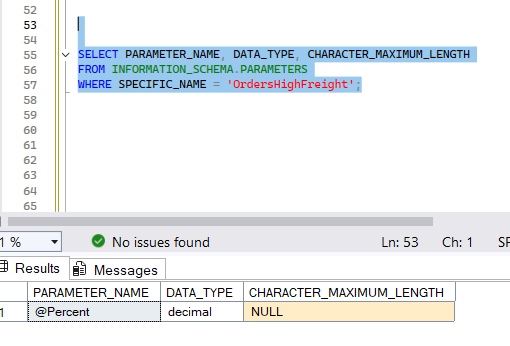 52
53
54
55 SELECT PARAMETER_NAME, DATA_TYPE, CHARACTER_MAXIMUM_LENGTH
56 FROM INFORMATION_SCHEMA.PARAMETERS
57 WHERE SPECIFIC_NAME = 'OrdersHighFreight';
58
59
60
61
62
63
64
65
1 % No issues found Ln: 53 Ch: 1 SP
Results Messages
PARAMETER_NAME DATA_TYPE CHARACTER_MAXIMUM_LENGTH
1 @Percent decimal NULL